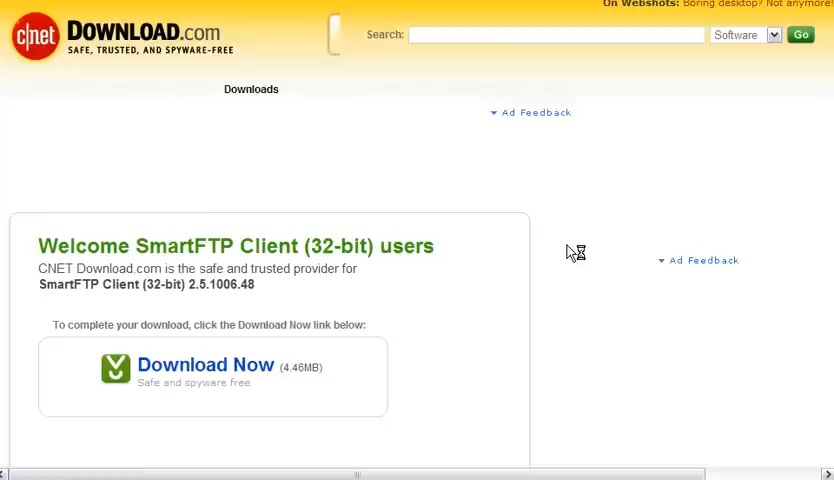 On Webshots: Boring desktop? Not anymore!
c|net DOWNLOAD.com
SAFE, TRUSTED, AND SPYWARE-FREE
Search:
Software
Go
Downloads
Ad Feedback
Ad Feedback
Welcome SmartFTP Client (32-bit) users
CNET Download.com is the safe and trusted provider for
SmartFTP Client (32-bit) 2.5.1006.48
To complete your download, click the Download Now link below:
Download Now (4.46MB)
Safe and spyware free